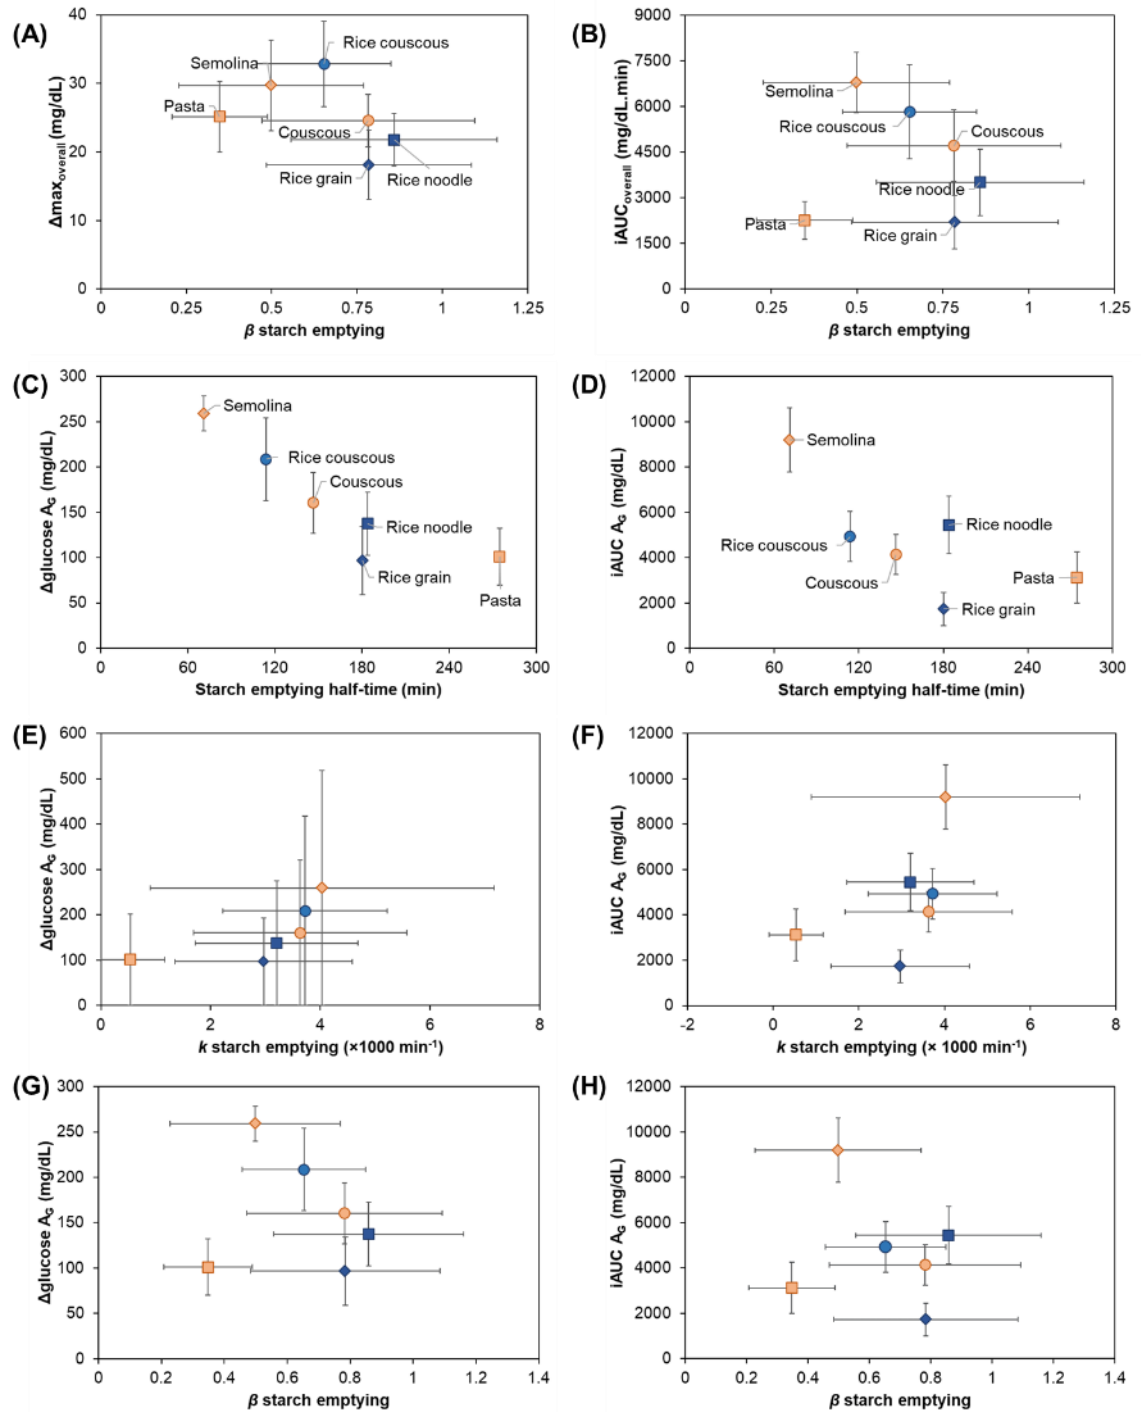 (A)
40
30
20
10
0
Δmaxoverall (mg/dL)
Rice couscous
Semolina
Pasta
Couscous
Rice grain
Rice noodle
0 0.25 0.5 0.75 1 1.25
β starch emptying
(B)
9000
7500
6000
4500
3000
1500
0
iAUCoverall (mg/dL.min)
Semolina
Rice couscous
Couscous
Rice noodle
Pasta
Rice grain
0 0.25 0.5 0.75 1 1.25
β starch emptying
(C)
300
250
200
150
100
50
0
Δglucose AG (mg/dL)
Semolina
Rice couscous
Couscous
Rice noodle
Rice grain
Pasta
0 60 120 180 240 300
Starch emptying half-time (min)
(D)
12000
10000
8000
6000
4000
2000
0
iAUC AG (mg/dL)
Semolina
Rice noodle
Rice couscous
Couscous
Pasta
Rice grain
0 60 120 180 240 300
Starch emptying half-time (min)
(E)
600
500
400
300
200
100
0
Δglucose AG (mg/dL)
0 2 4 6 8
k starch emptying (×1000 min-1)
(F)
12000
10000
8000
6000
4000
2000
0
iAUC AG (mg/dL)
-2 0 2 4 6 8
k starch emptying (× 1000 min-1)
(G)
300
250
200
150
100
50
0
Δglucose AG (mg/dL)
0 0.2 0.4 0.6 0.8 1 1.2 1.4
β starch emptying
(H)
12000
10000
8000
6000
4000
2000
0
iAUC AG (mg/dL)
0 0.2 0.4 0.6 0.8 1 1.2 1.4
β starch emptying